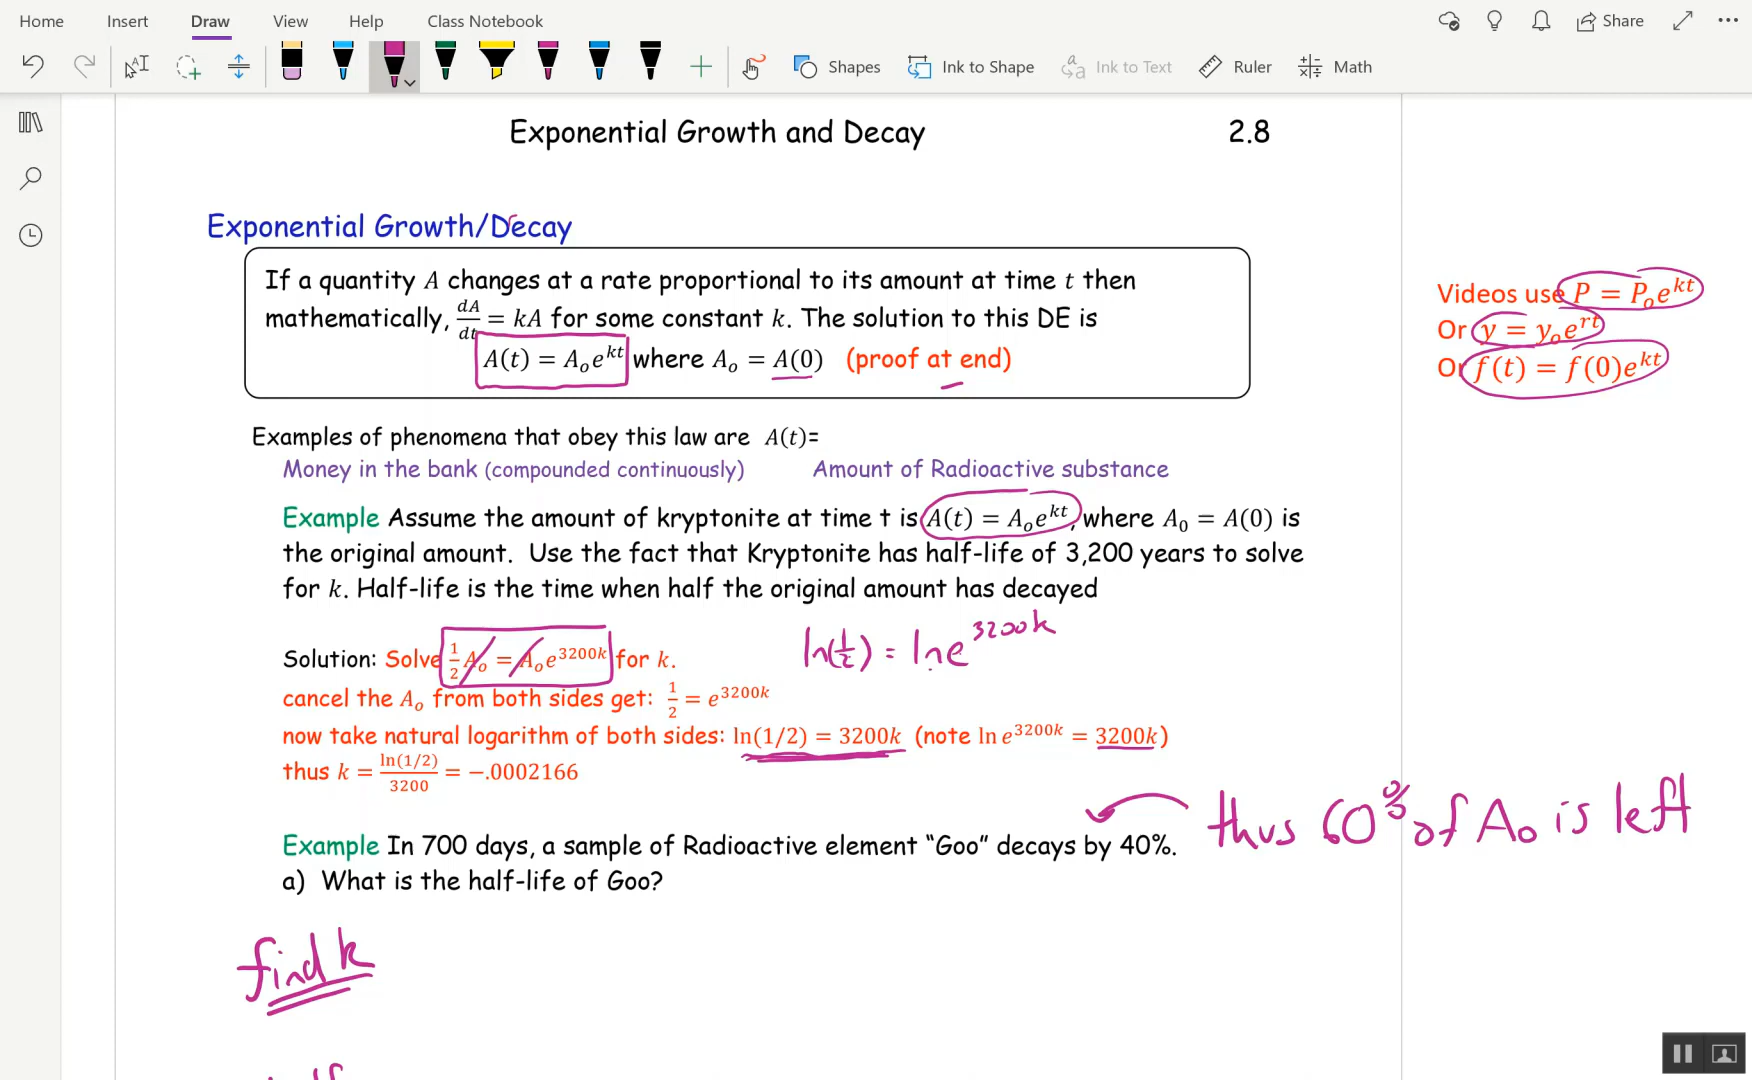 Home Insert Draw View Help Class Notebook Share
Shapes Ink to Shape Ink to Text Ruler Math
Exponential Growth and Decay 2.8
Exponential Growth/Decay
If a quantity A changes at a rate proportional to its amount at time t then
mathematically, dA/dt = kA for some constant k. The solution to this DE is
A(t) = A₀e^{kt} where A₀ = A(0) (proof at end)
Videos use P = P₀e^{kt}
Or y = y₀e^{rt}
Or f(t) = f(0)e^{kt}
Examples of phenomena that obey this law are A(t)=
Money in the bank (compounded continuously) Amount of Radioactive substance
Example Assume the amount of kryptonite at time t is A(t) = A₀e^{kt}, where A₀ = A(0) is
the original amount. Use the fact that Kryptonite has half-life of 3,200 years to solve
for k. Half-life is the time when half the original amount has decayed
ln(1/2) = ln e^{3200k}
Solution: Solve 1/2 A₀ = A₀e^{3200k} for k.
cancel the A₀ from both sides get: 1/2 = e^{3200k}
now take natural logarithm of both sides: ln(1/2) = 3200k (note ln e^{3200k} = 3200k)
thus k = ln(1/2)/3200 = −.0002166
thus 60% of A₀ is left
Example In 700 days, a sample of Radioactive element “Goo” decays by 40%.
a) What is the half-life of Goo?
find k